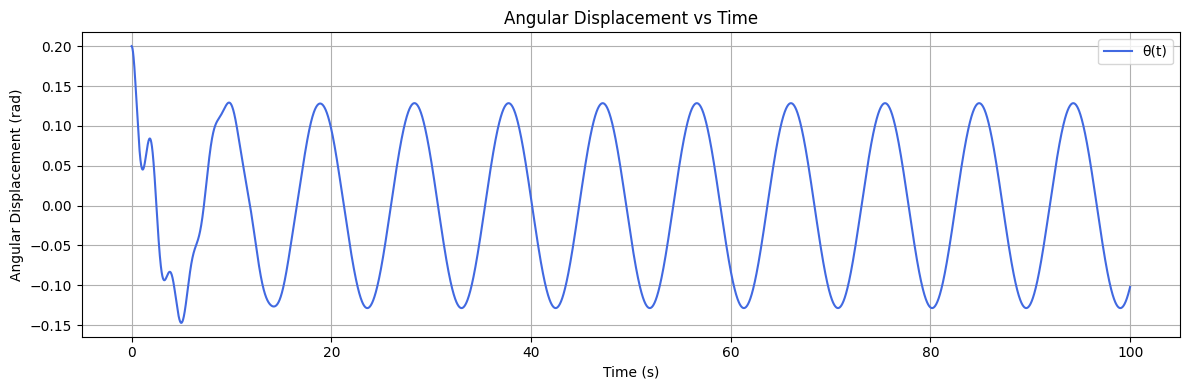 Angular Displacement vs Time
θ(t)
Angular Displacement (rad)
0.20
0.15
0.10
0.05
0.00
−0.05
−0.10
−0.15
0 20 40 60 80 100
Time (s)